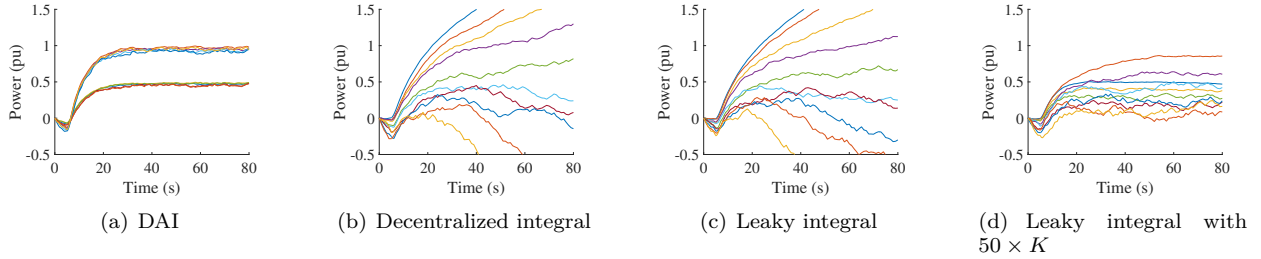 1.5
1
0.5
0
-0.5
Power (pu)
0 20 40 60 80
Time (s)
(a) DAI
1.5
1
0.5
0
-0.5
Power (pu)
0 20 40 60 80
Time (s)
(b) Decentralized integral
1.5
1
0.5
0
-0.5
Power (pu)
0 20 40 60 80
Time (s)
(c) Leaky integral
1.5
1
0.5
0
-0.5
Power (pu)
0 20 40 60 80
Time (s)
(d) Leaky integral with
50 × K